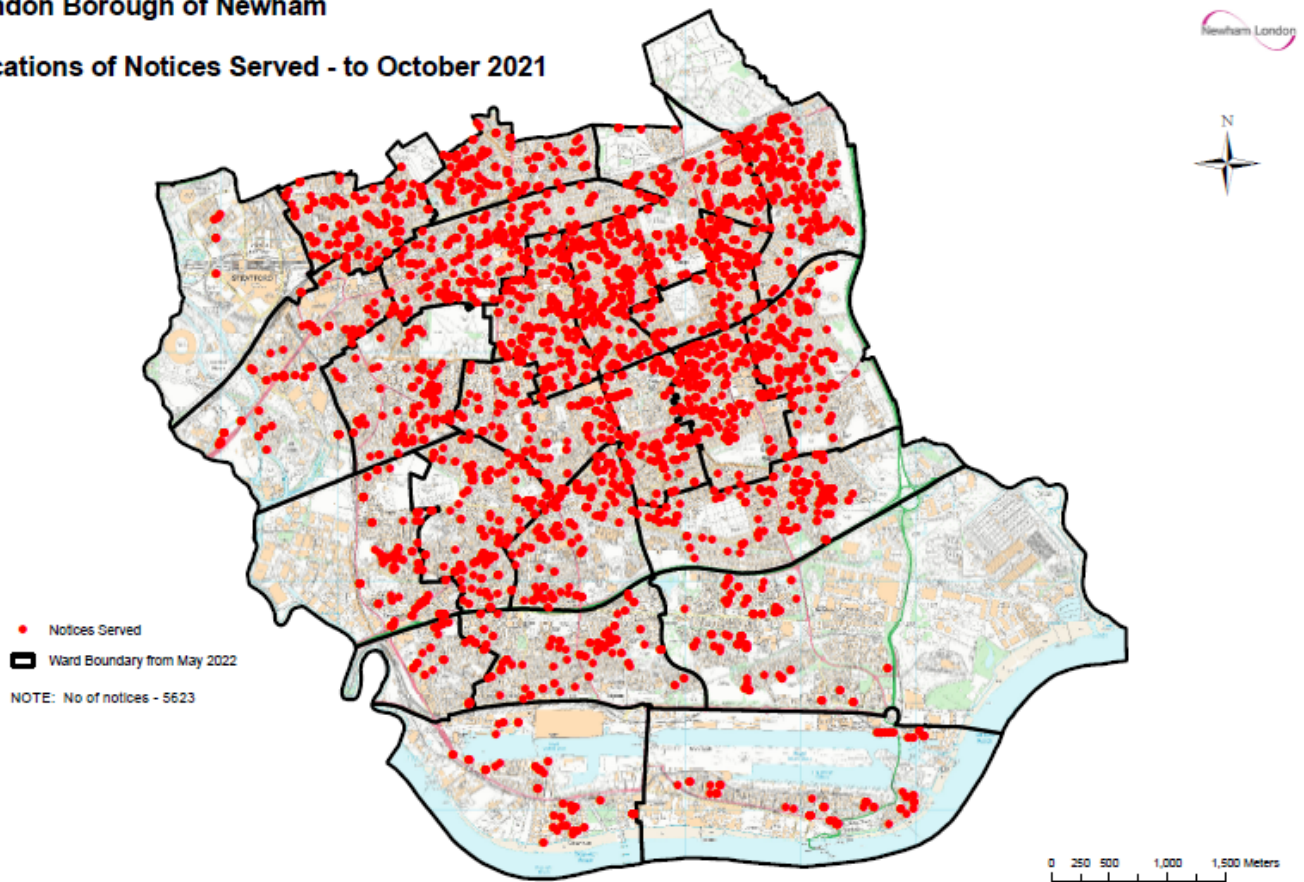 ndon Borough of Newham
Newham London
cations of Notices Served - to October 2021
N
STRATFORD
Notices Served
Ward Boundary from May 2022
NOTE: No of notices - 5623
0 250 500 1,000 1,500 Meters